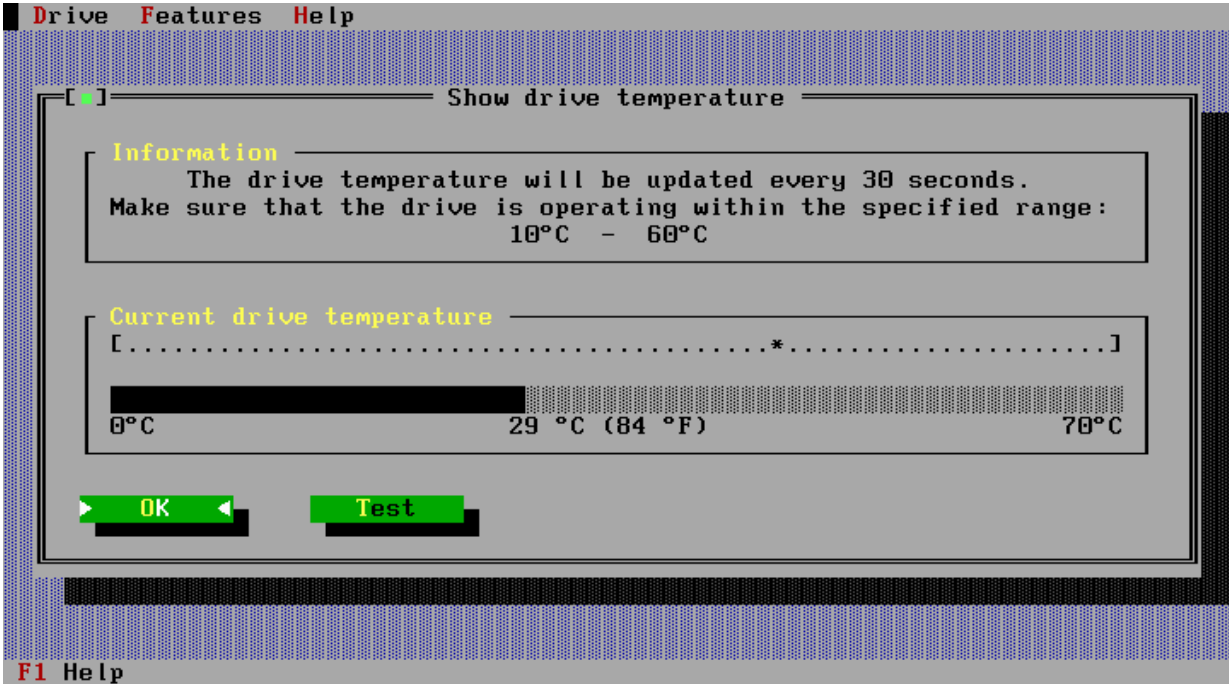 Drive Features Help
[■] Show drive temperature
Information
The drive temperature will be updated every 30 seconds.
Make sure that the drive is operating within the specified range:
10°C - 60°C
Current drive temperature
[...........................................*.....................]
0°C 29 °C (84 °F) 70°C
OK Test
F1 Help